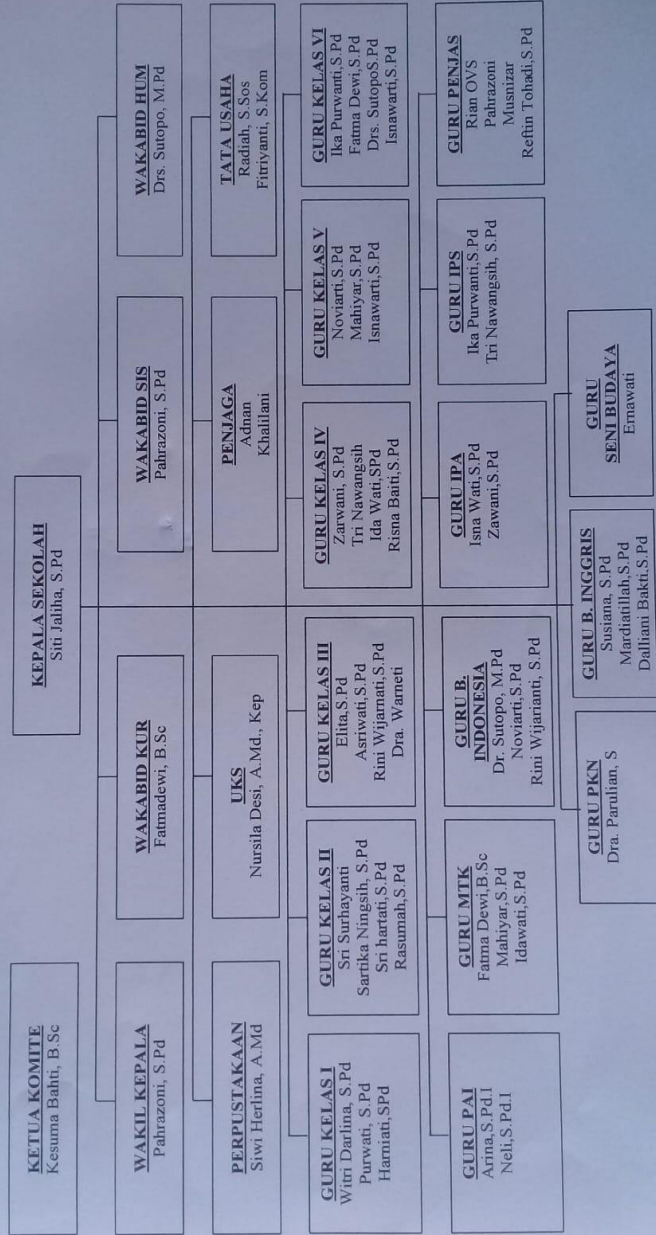 KETUA KOMITE
Kesuma Bahti, B.Sc
KEPALA SEKOLAH
Siti Jaliha, S.Pd
WAKIL KEPALA
Pahrazoni, S.Pd
WAKABID KUR
Fatmadewi, B.Sc
WAKABID SIS
Pahrazoni, S.Pd
WAKABID HUM
Drs. Sutopo, M.Pd
PERPUSTAKAAN
Siwi Herlina, A.Md
UKS
Nursila Desi, A.Md., Kep
PENJAGA
Adnan
Khalilani
TATA USAHA
Radiah, S.Sos
Fitriyanti, S.Kom
GURU KELAS I
Witri Darlina, S.Pd
Purwati, S.Pd
Harniati,SPd
GURU KELAS II
Sri Surhayanti
Sartika Ningsih, S.Pd
Sri hartati,S.Pd
Rasumah,S.Pd
GURU KELAS III
Elita,S.Pd
Asriwati,S.Pd
Rini Wijarnati,S.Pd
Dra. Warneti
GURU KELAS IV
Zarwani, S.Pd
Tri Nawangsih
Ida Wati,SPd
Risna Baiti,S.Pd
GURU KELAS V
Noviarti,S.Pd
Mahiyar,S.Pd
Isnawarti,S.Pd
GURU KELAS VI
Ika Purwanti,S.Pd
Fatma Dewi,S.Pd
Drs. SutopoS.Pd
Isnawarti,S.Pd
GURU PAI
Arina,S.Pd.I
Neli,S.Pd.I
GURU MTK
Fatma Dewi,B.Sc
Mahiyar,S.Pd
Idawati,S.Pd
GURU B.
INDONESIA
Dr. Sutopo, M.Pd
Noviarti,S.Pd
Rini Wijarianti, S.Pd
GURU IPA
Isna Wati,S.Pd
Zawani,S.Pd
GURU IPS
Ika Purwanti,S.Pd
Tri Nawangsih, S.Pd
GURU PENJAS
Rian OVS
Pahrazoni
Musnizar
Reftin Tohadi,S.Pd
GURU PKN
Dra. Parulian, S
GURU B. INGGRIS
Susiana, S.Pd
Mardiatillah,S.Pd
Dalliani Bakti,S.Pd
GURU
SENI BUDAYA
Ernawati